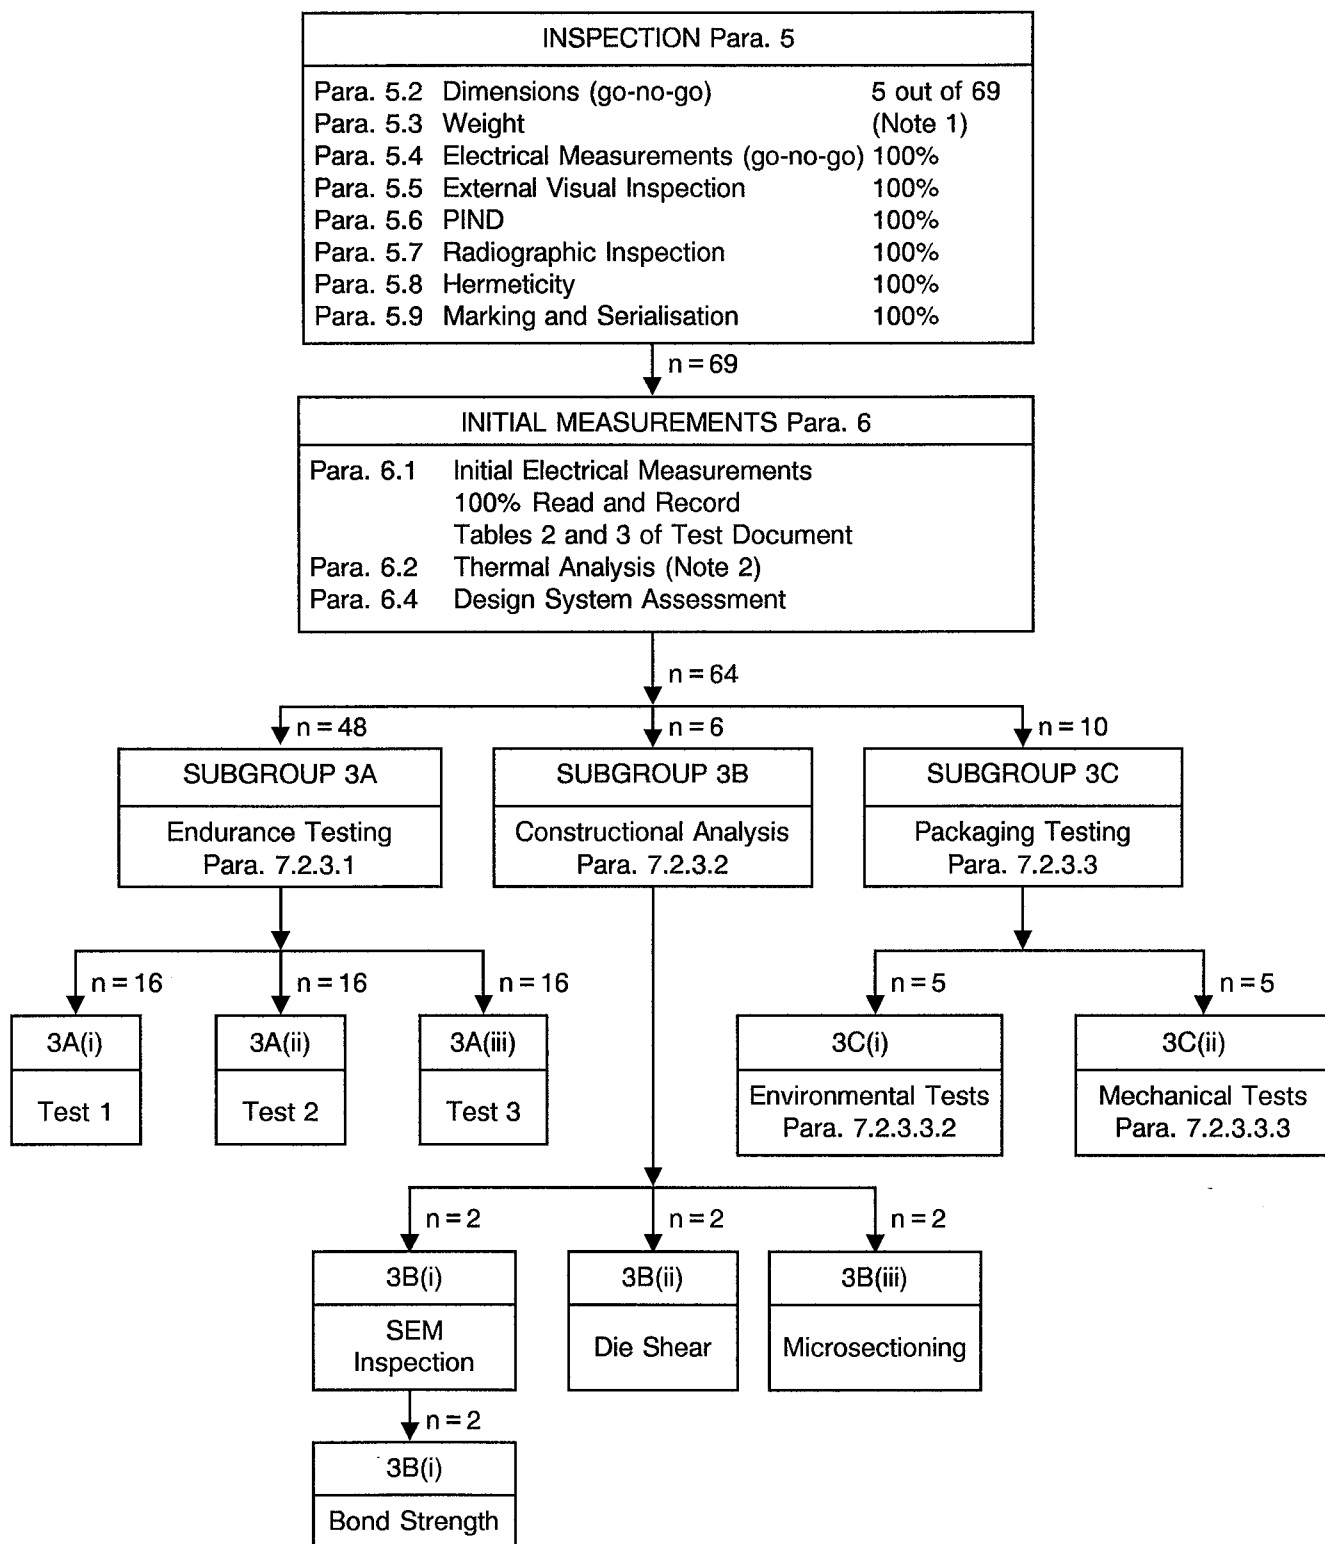 INSPECTION Para. 5
Para. 5.2 Dimensions (go-no-go) 5 out of 69
Para. 5.3 Weight (Note 1)
Para. 5.4 Electrical Measurements (go-no-go) 100%
Para. 5.5 External Visual Inspection 100%
Para. 5.6 PIND 100%
Para. 5.7 Radiographic Inspection 100%
Para. 5.8 Hermeticity 100%
Para. 5.9 Marking and Serialisation 100%
n = 69
INITIAL MEASUREMENTS Para. 6
Para. 6.1 Initial Electrical Measurements
100% Read and Record
Tables 2 and 3 of Test Document
Para. 6.2 Thermal Analysis (Note 2)
Para. 6.4 Design System Assessment
n = 64
n = 48 n = 6 n = 10
SUBGROUP 3A SUBGROUP 3B SUBGROUP 3C
Endurance Testing Constructional Analysis Packaging Testing
Para. 7.2.3.1 Para. 7.2.3.2 Para. 7.2.3.3
n = 16 n = 16 n = 16 n = 5 n = 5
3A(i) 3A(ii) 3A(iii) 3C(i) 3C(ii)
Test 1 Test 2 Test 3 Environmental Tests Mechanical Tests
Para. 7.2.3.3.2 Para. 7.2.3.3.3
n = 2 n = 2 n = 2
3B(i) 3B(ii) 3B(iii)
SEM
Inspection Die Shear Microsectioning
n = 2
3B(i)
Bond Strength